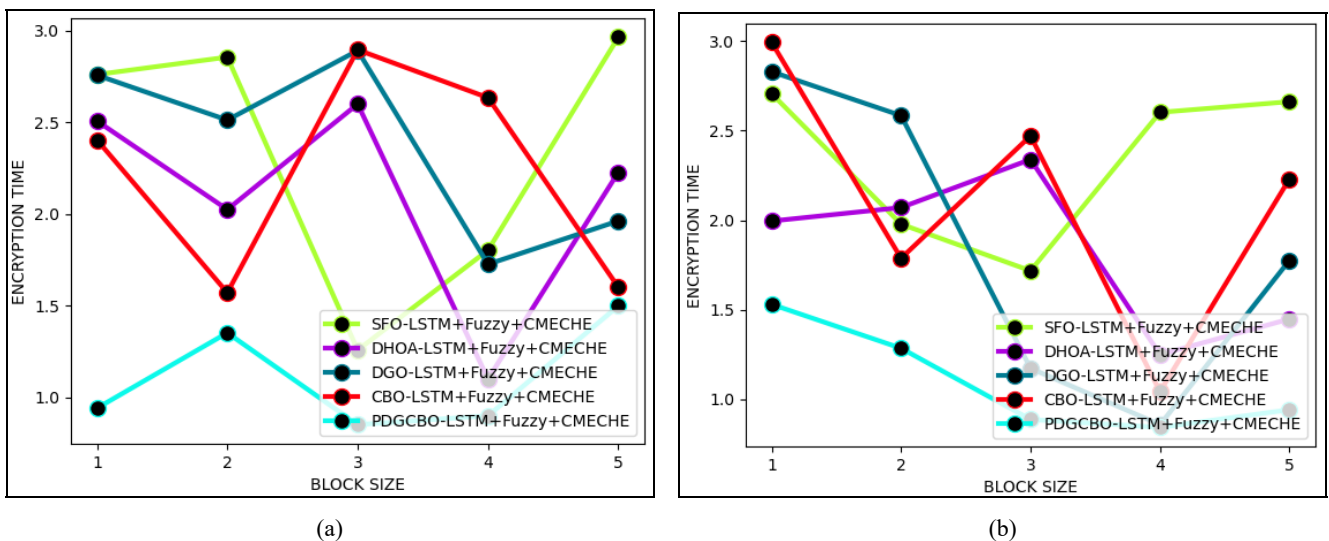 3.0
2.5
2.0
1.5
1.0
ENCRYPTION TIME
SFO-LSTM+Fuzzy+CMECHE
DHOA-LSTM+Fuzzy+CMECHE
DGO-LSTM+Fuzzy+CMECHE
CBO-LSTM+Fuzzy+CMECHE
PDGCBO-LSTM+Fuzzy+CMECHE
1 2 3 4 5
BLOCK SIZE
(a)
3.0
2.5
2.0
1.5
1.0
ENCRYPTION TIME
SFO-LSTM+Fuzzy+CMECHE
DHOA-LSTM+Fuzzy+CMECHE
DGO-LSTM+Fuzzy+CMECHE
CBO-LSTM+Fuzzy+CMECHE
PDGCBO-LSTM+Fuzzy+CMECHE
1 2 3 4 5
BLOCK SIZE
(b)